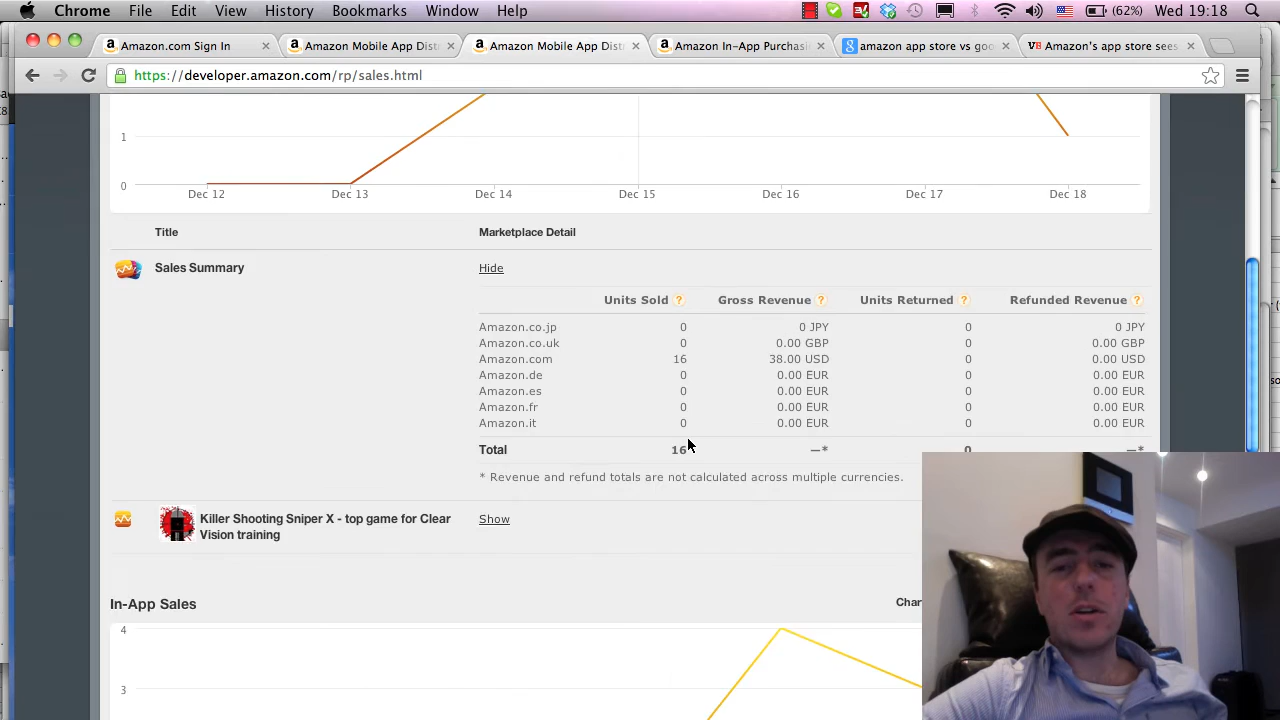 Chrome File Edit View History Bookmarks Window Help (62%) Wed 19:18
Amazon.com Sign In Amazon Mobile App Dist Amazon Mobile App Dist Amazon In-App Purcha amazon app store vs goo Amazon's app store sees
https://developer.amazon.com/rp/sales.html
1
0
Dec 12 Dec 13 Dec 14 Dec 15 Dec 16 Dec 17 Dec 18
Title Marketplace Detail
Sales Summary Hide
Units Sold ? Gross Revenue ? Units Returned ? Refunded Revenue ?
Amazon.co.jp 0 0 JPY 0 0 JPY
Amazon.co.uk 0 0.00 GBP 0 0.00 GBP
Amazon.com 16 38.00 USD 0 0.00 USD
Amazon.de 0 0.00 EUR 0 0.00 EUR
Amazon.es 0 0.00 EUR 0 0.00 EUR
Amazon.fr 0 0.00 EUR 0 0.00 EUR
Amazon.it 0 0.00 EUR 0 0.00 EUR
Total 16 —* 0 —*
* Revenue and refund totals are not calculated across multiple currencies.
Killer Shooting Sniper X - top game for Clear Show
Vision training
In-App Sales Char
4
3